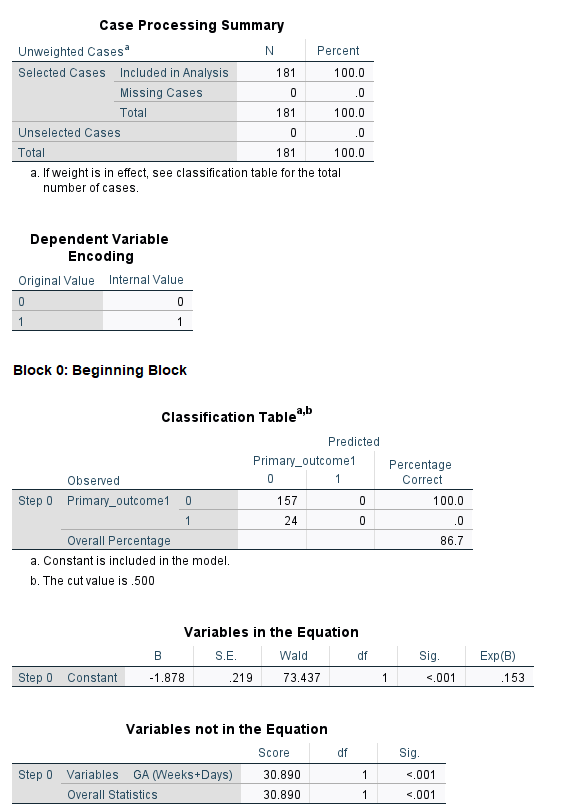 Case Processing Summary
Unweighted Cases^a N Percent
Selected Cases Included in Analysis 181 100.0
Missing Cases 0 .0
Total 181 100.0
Unselected Cases 0 .0
Total 181 100.0
a. If weight is in effect, see classification table for the total
number of cases.
Dependent Variable
Encoding
Original Value Internal Value
0 0
1 1
Block 0: Beginning Block
Classification Table^a,b
Predicted
Primary_outcome1 Percentage
Observed 0 1 Correct
Step 0 Primary_outcome1 0 157 0 100.0
1 24 0 .0
Overall Percentage 86.7
a. Constant is included in the model.
b. The cut value is .500
Variables in the Equation
B S.E. Wald df Sig. Exp(B)
Step 0 Constant -1.878 .219 73.437 1 <.001 .153
Variables not in the Equation
Score df Sig.
Step 0 Variables GA (Weeks+Days) 30.890 1 <.001
Overall Statistics 30.890 1 <.001